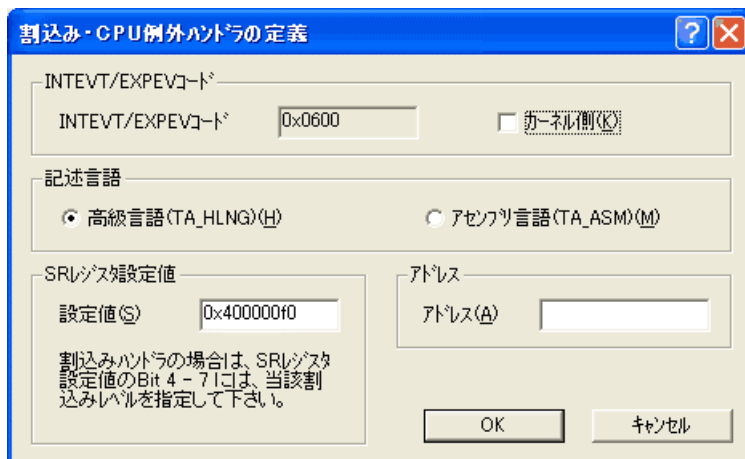 割込み・CPU例外ハンドラの定義
INTEVT/EXPEVコード
INTEVT/EXPEVコード 0x0600 カーネル側(K)
記述言語
高級言語(TA_HLNG)(H) アセンブリ言語(TA_ASM)(M)
SRレジスタ設定値 アドレス
設定値(S) 0x400000f0 アドレス(A)
割込みハンドラの場合は、SRレジスタ
設定値のBit 4 - 7には、当該割
込みレベルを指定して下さい。
OK キャンセル